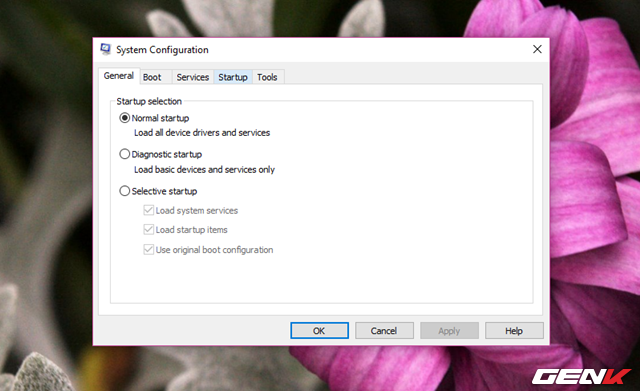 System Configuration
General Boot Services Startup Tools
Startup selection
Normal startup
Load all device drivers and services
Diagnostic startup
Load basic devices and services only
Selective startup
Load system services
Load startup items
Use original boot configuration
OK Cancel Apply Help
GENK